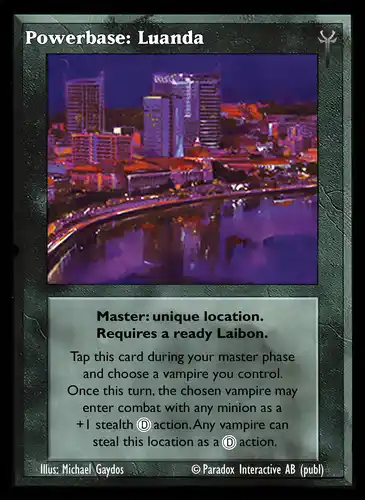 Powerbase: Luanda
Master: unique location.
Requires a ready Laibon.
Tap this card during your master phase
and choose a vampire you control.
Once this turn, the chosen vampire may
enter combat with any minion as a
+1 stealth Ⓓ action. Any vampire can
steal this location as a Ⓓ action.
Illus: Michael Gaydos © Paradox Interactive AB (publ)